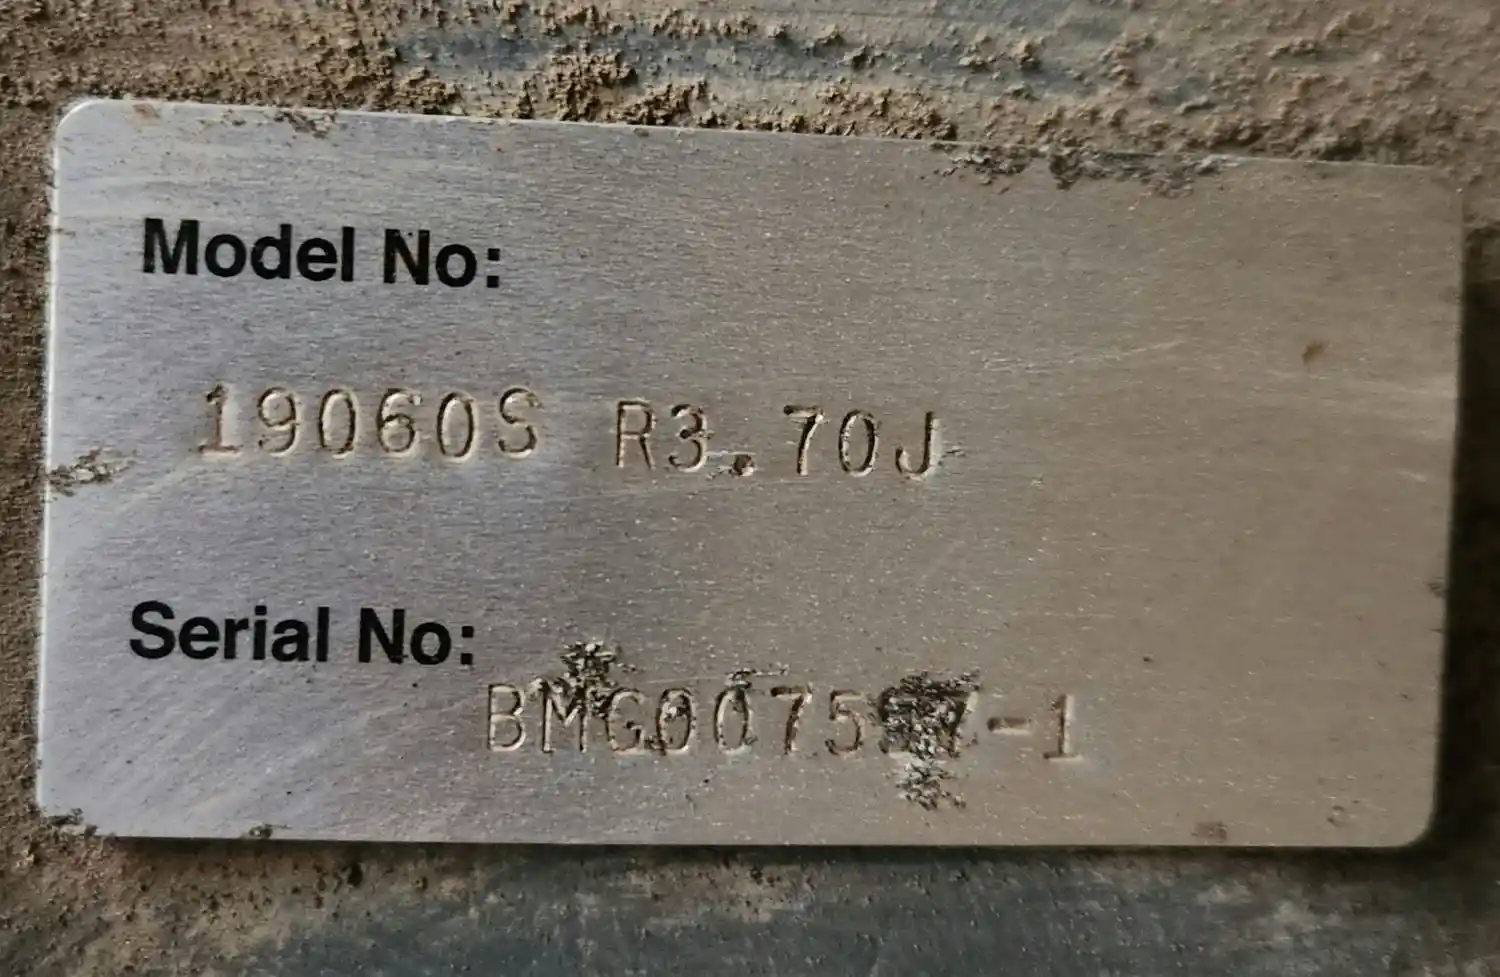 Model No:
19060S R3.70J
Serial No: